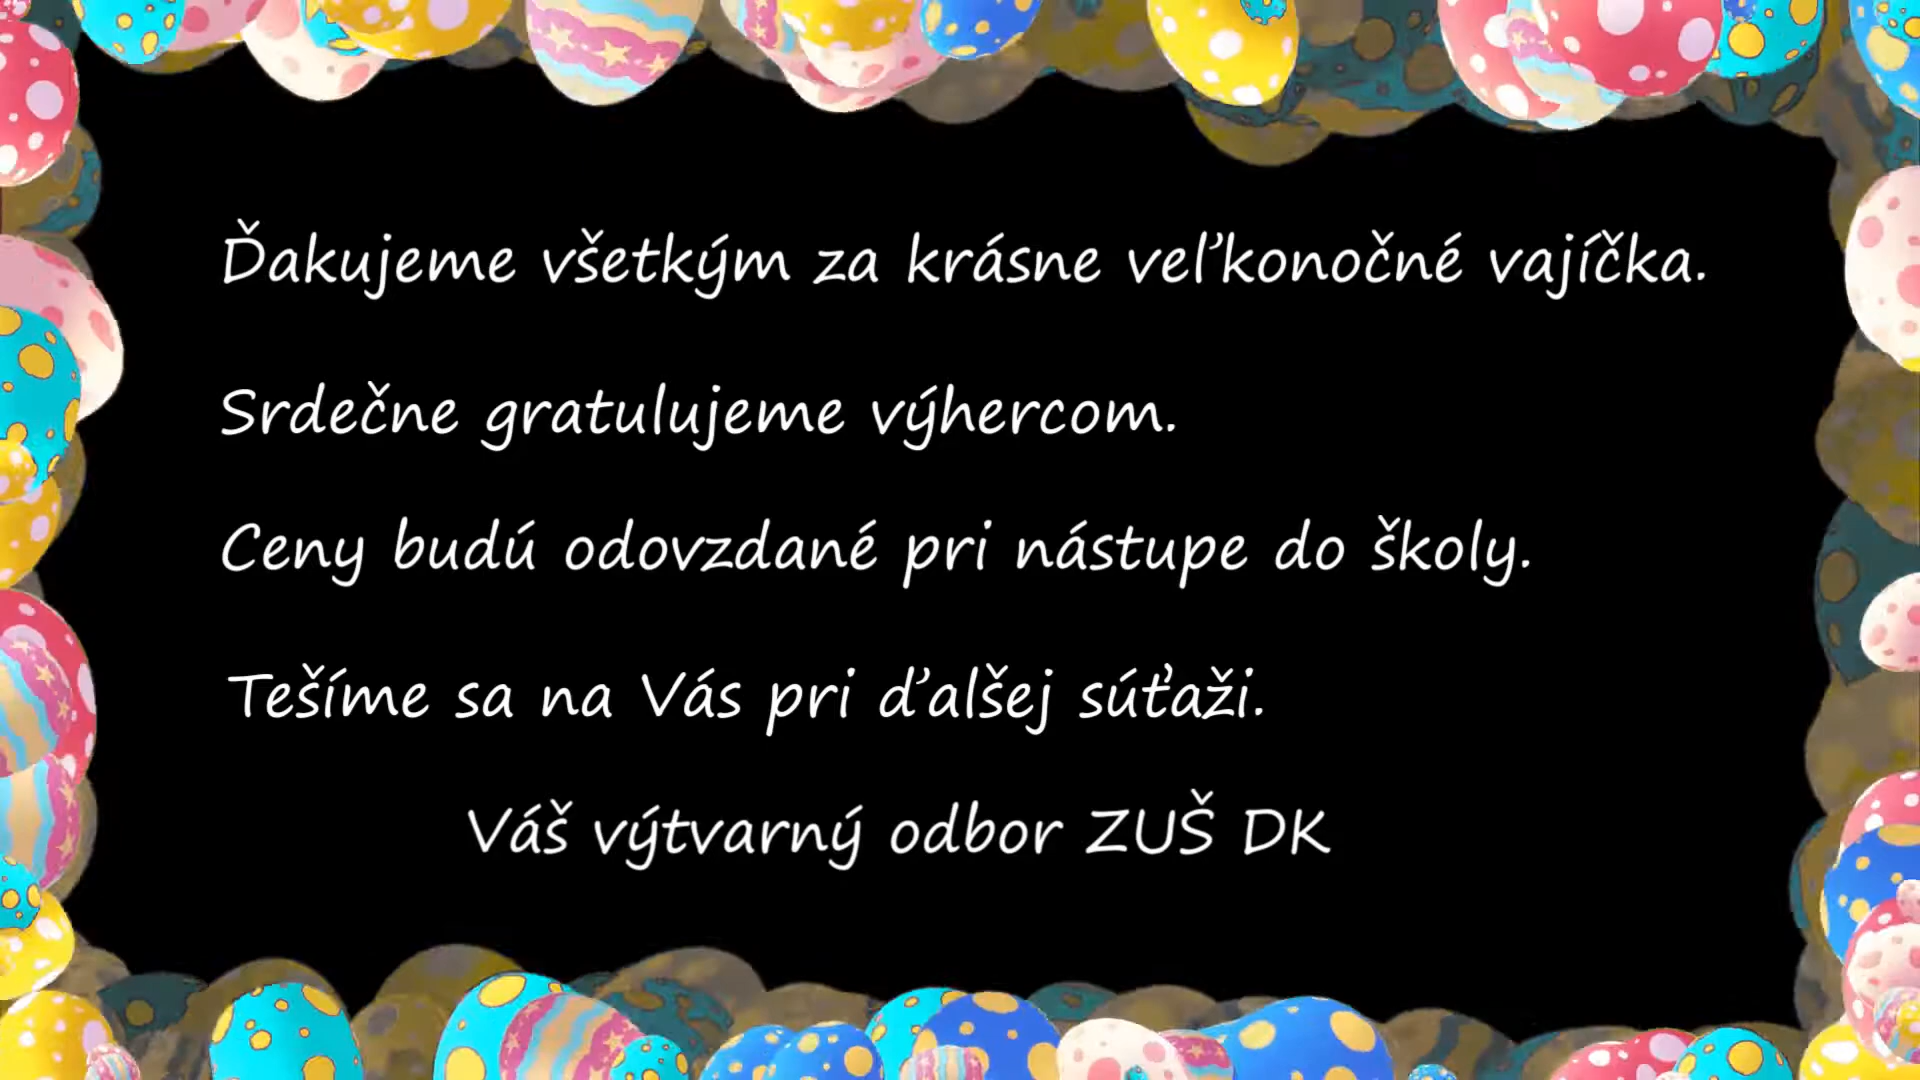 Ďakujeme všetkým za krásne veľkonočné vajíčka.
Srdečne gratulujeme výhercom.
Ceny budú odovzdané pri nástupe do školy.
Tešíme sa na Vás pri ďalšej súťaži.
Váš výtvarný odbor ZUŠ DK